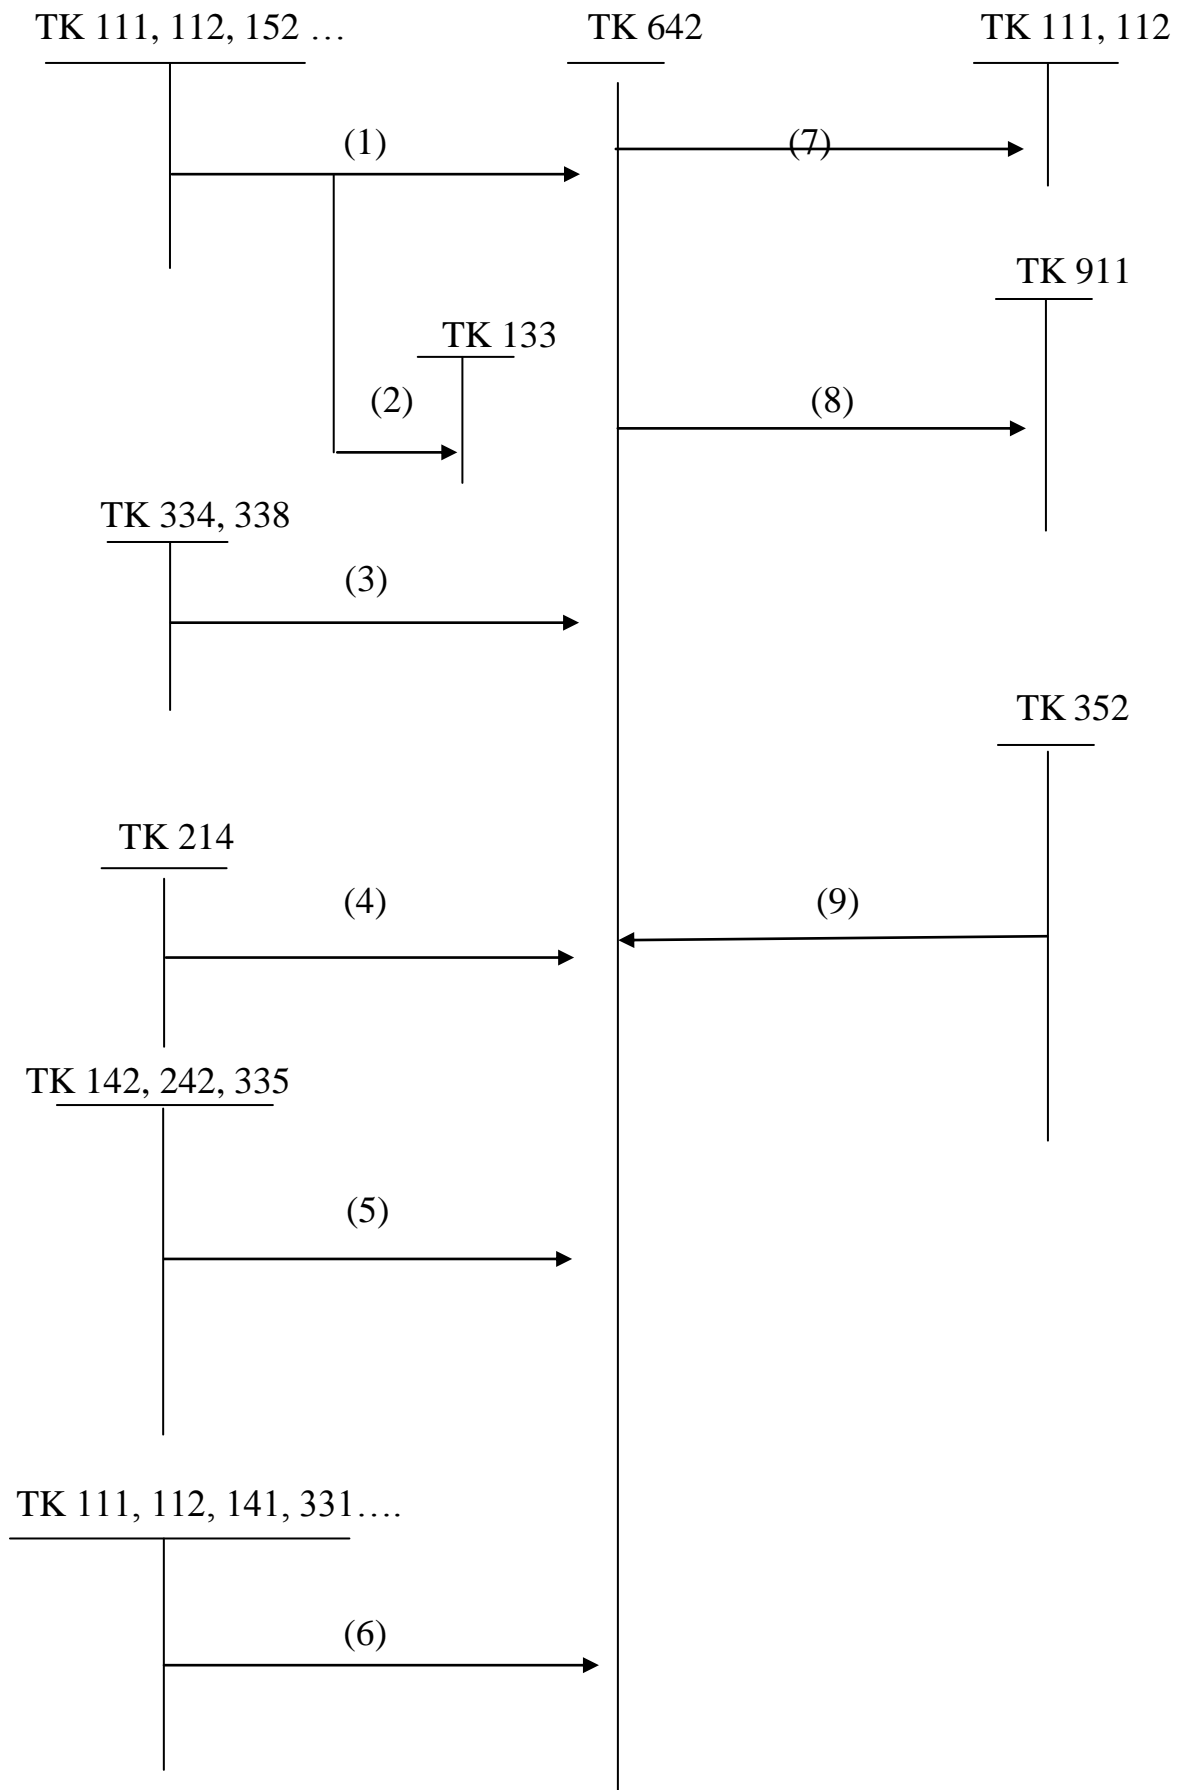 TK 111, 112, 152 …
TK 642
TK 111, 112
(1)
(7)
TK 911
TK 133
(2)
(8)
TK 334, 338
(3)
TK 352
TK 214
(4)
(9)
TK 142, 242, 335
(5)
TK 111, 112, 141, 331….
(6)